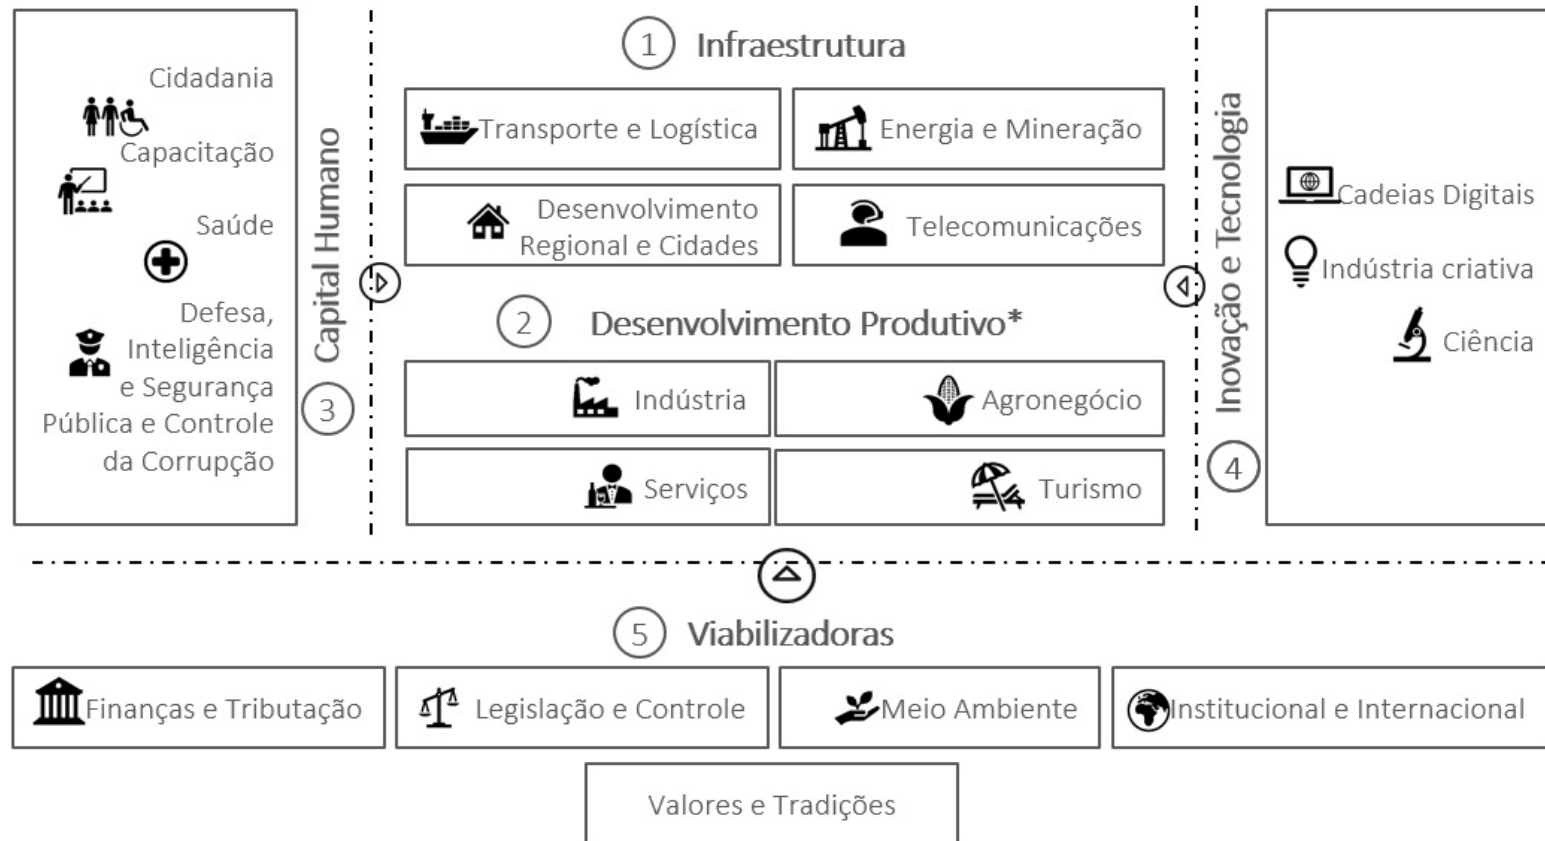 1 Infraestrutura
Transporte e Logística
Energia e Mineração
Desenvolvimento
Regional e Cidades
Telecomunicações
2 Desenvolvimento Produtivo*
Indústria
Agronegócio
Serviços
Turismo
Cidadania
Capacitação
Saúde
Defesa,
Inteligência
e Segurança
Pública e Controle
da Corrupção
3 Capital Humano
4 Inovação e Tecnologia
Cadeias Digitais
Indústria criativa
Ciência
5 Viabilizadoras
Finanças e Tributação
Legislação e Controle
Meio Ambiente
Institucional e Internacional
Valores e Tradições